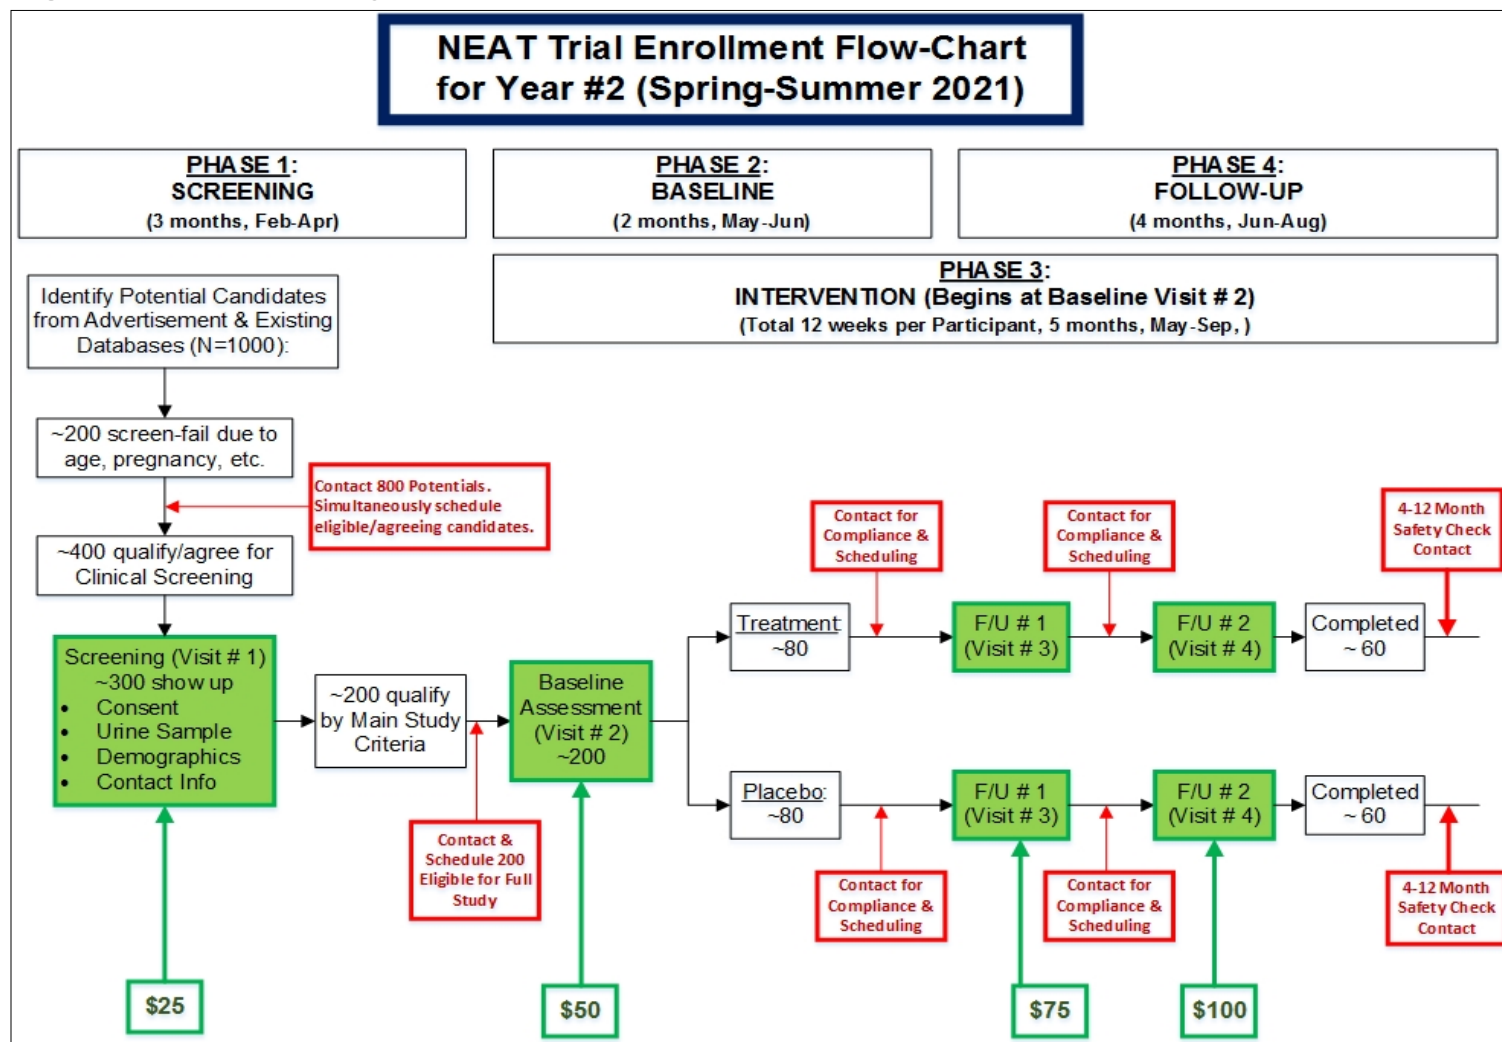 NEAT Trial Enrollment Flow-Chart
for Year #2 (Spring-Summer 2021)
PHASE 1:
SCREENING
(3 months, Feb-Apr)
PHASE 2:
BASELINE
(2 months, May-Jun)
PHASE 4:
FOLLOW-UP
(4 months, Jun-Aug)
PHASE 3:
INTERVENTION (Begins at Baseline Visit # 2)
(Total 12 weeks per Participant, 5 months, May-Sep, )
Identify Potential Candidates
from Advertisement & Existing
Databases (N=1000):
~200 screen-fail due to
age, pregnancy, etc.
Contact 800 Potentials.
Simultaneously schedule
eligible/agreeing candidates.
~400 qualify/agree for
Clinical Screening
Screening (Visit # 1)
~300 show up
• Consent
• Urine Sample
• Demographics
• Contact Info
~200 qualify
by Main Study
Criteria
Contact &
Schedule 200
Eligible for Full
Study
Baseline
Assessment
(Visit # 2)
~200
Treatment:
~80
Contact for
Compliance &
Scheduling
F/U # 1
(Visit # 3)
Contact for
Compliance &
Scheduling
F/U # 2
(Visit # 4)
Completed
~ 60
4-12 Month
Safety Check
Contact
Placebo:
~80
Contact for
Compliance &
Scheduling
F/U # 1
(Visit # 3)
Contact for
Compliance &
Scheduling
F/U # 2
(Visit # 4)
Completed
~ 60
4-12 Month
Safety Check
Contact
$25
$50
$75
$100